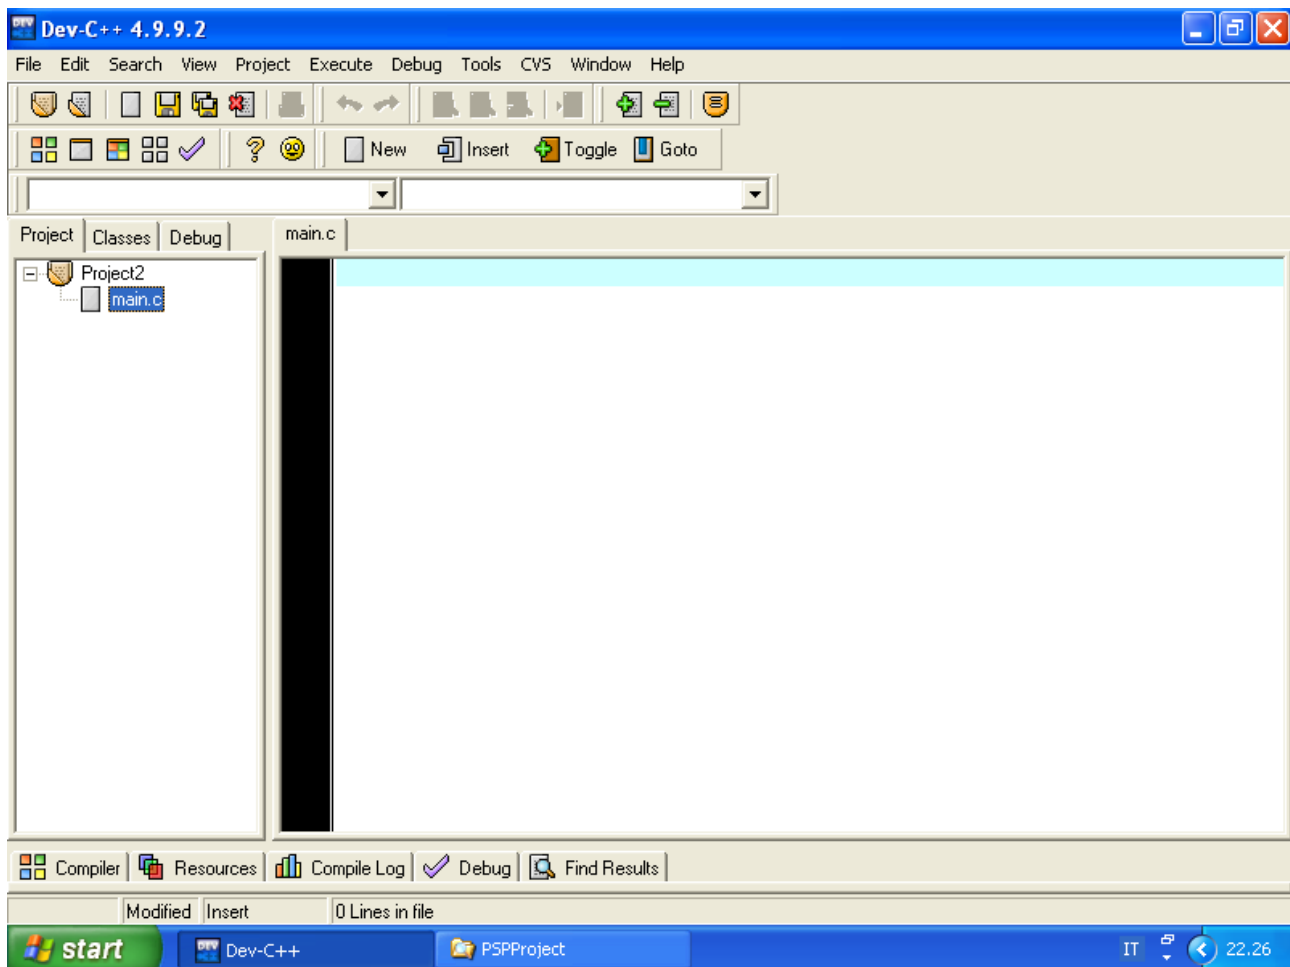 Dev-C++ 4.9.9.2
File Edit Search View Project Execute Debug Tools CVS Window Help
New Insert Toggle Goto
Project Classes Debug main.c
Project2
main.c
Compiler Resources Compile Log Debug Find Results
Modified Insert 0 Lines in file
start Dev-C++ PSPProject IT 22.26